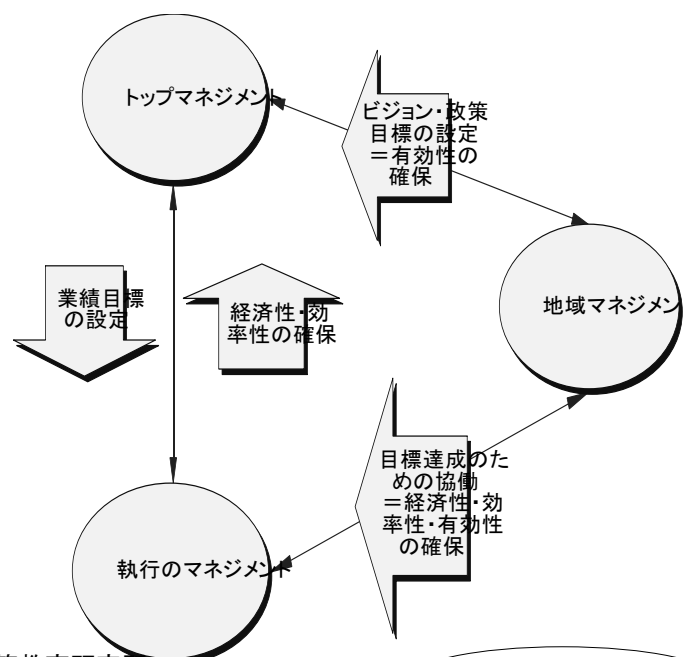 トップマネジメント
ビジョン・政策
目標の設定
＝有効性の
確保
業績目標
の設定
経済性・効
率性の確保
地域マネジメン
目標達成のた
めの協働
＝経済性・効
率性・有効性
の確保
執行のマネジメント